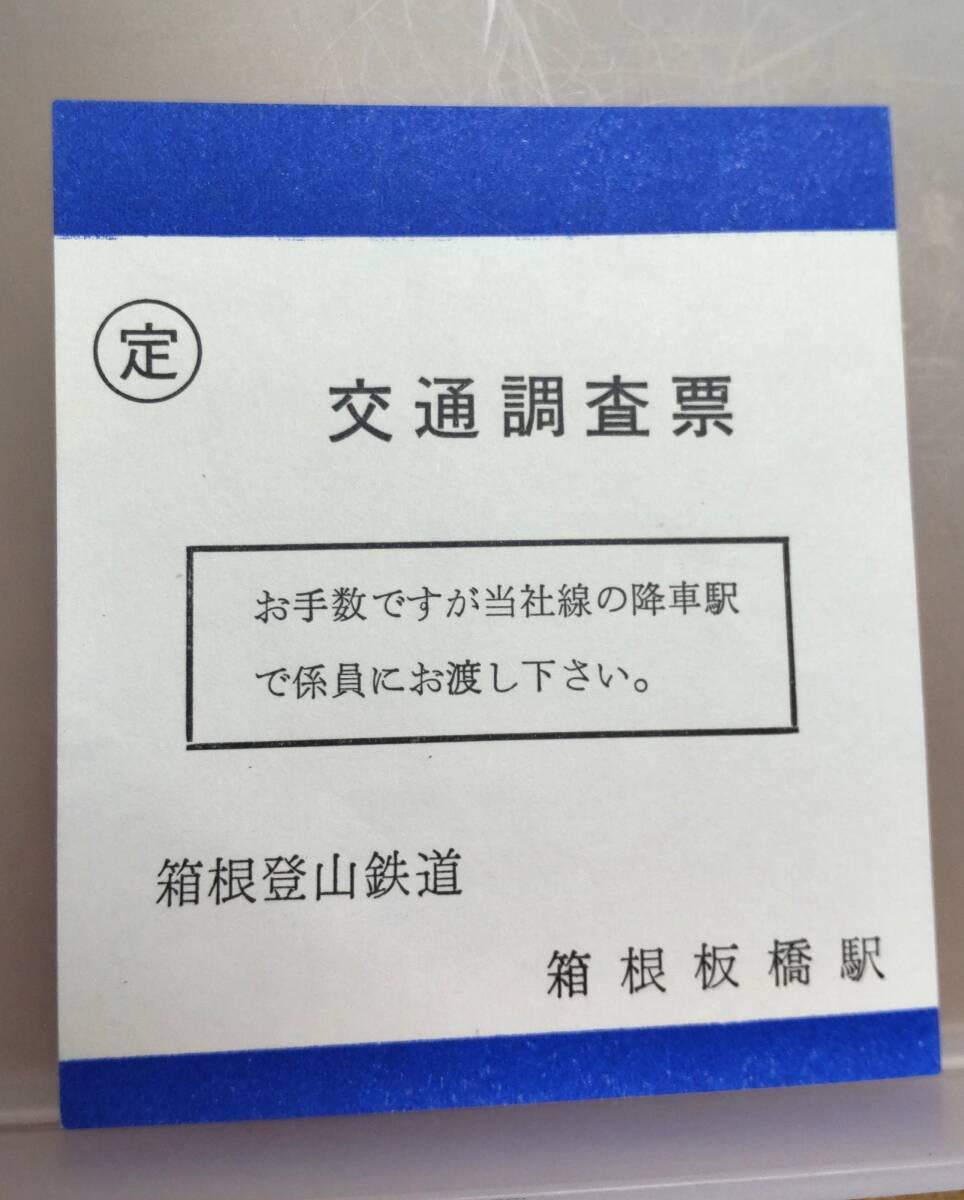 定
交通調査票
お手数ですが当社線の降車駅
で係員にお渡し下さい。
箱根登山鉄道
箱根板橋駅